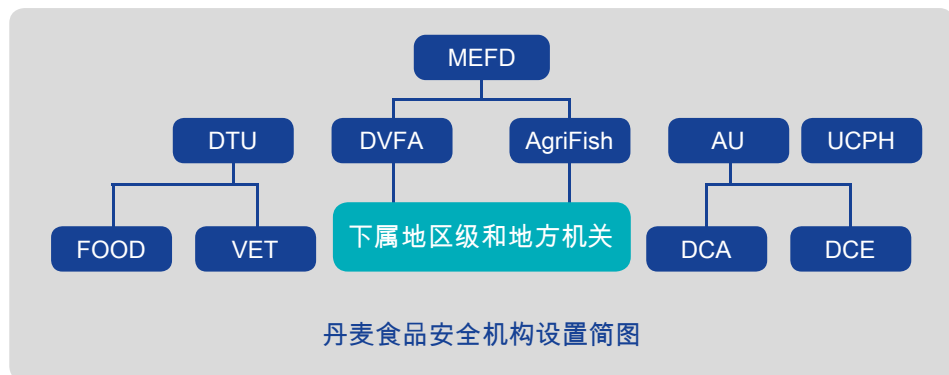 MEFD
DTU
DVFA
AgriFish
AU
UCPH
FOOD
VET
下属地区级和地方机关
DCA
DCE
丹麦食品安全机构设置简图